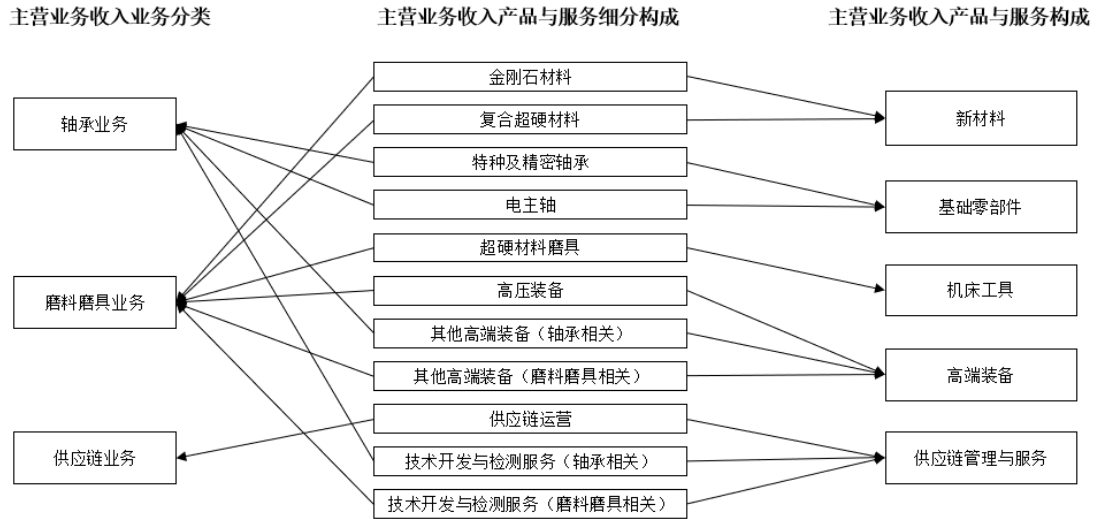 主营业务收入业务分类
主营业务收入产品与服务细分构成
主营业务收入产品与服务构成
轴承业务
磨料磨具业务
供应链业务
金刚石材料
复合超硬材料
特种及精密轴承
电主轴
超硬材料磨具
高压装备
其他高端装备（轴承相关）
其他高端装备（磨料磨具相关）
供应链运营
技术开发与检测服务（轴承相关）
技术开发与检测服务（磨料磨具相关）
新材料
基础零部件
机床工具
高端装备
供应链管理与服务